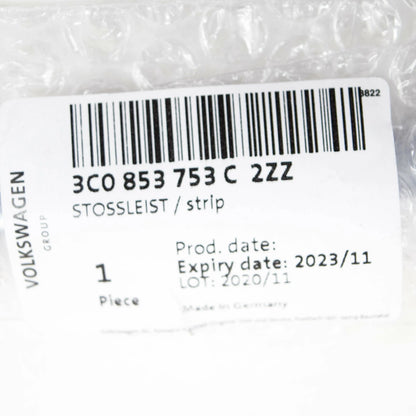 8822
3C0 853 753 C 2ZZ
STOSSLEIST / strip
VOLKSWAGEN
GROUP
Prod. date:
Expiry date: 2023/11
LOT: 2020/11
1
Piece
Made in Germany